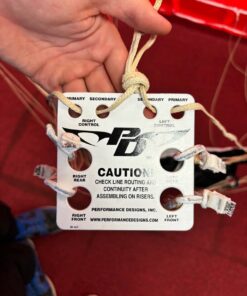 PRIMARY SECONDARY SECONDARY PRIMARY
RIGHT CONTROL
LEFT CONTROL
PD
CAUTION
RIGHT REAR
CHECK LINE ROUTING AND
CONTINUITY AFTER
ASSEMBLING ON RISERS.
PERFORMANCE DESIGNS, INC.
RIGHT FRONT
WWW.PERFORMANCEDESIGNS.COM
LEFT FRONT